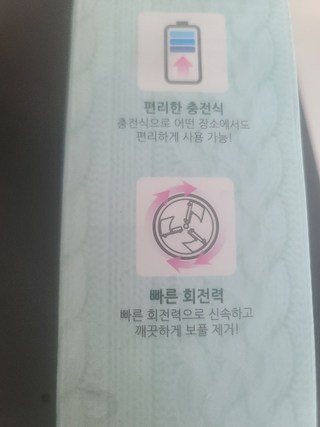 편리한 충전식
충전식으로 어떤 장소에서도
편리하게 사용 가능!
빠른 회전력
빠른 회전력으로 신속하고
깨끗하게 보풀 제거!